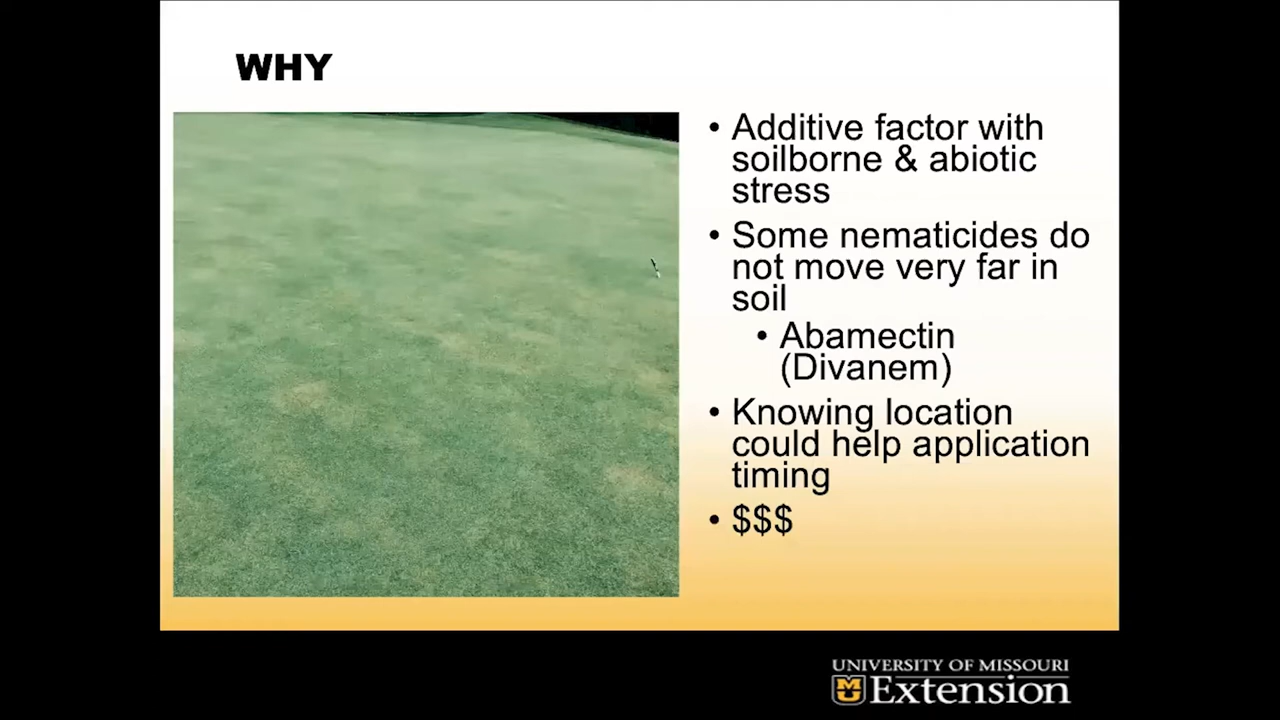 WHY
• Additive factor with
soilborne & abiotic
stress
• Some nematicides do
not move very far in
soil
• Abamectin
(Divanem)
• Knowing location
could help application
timing
• $$$
UNIVERSITY OF MISSOURI
Extension